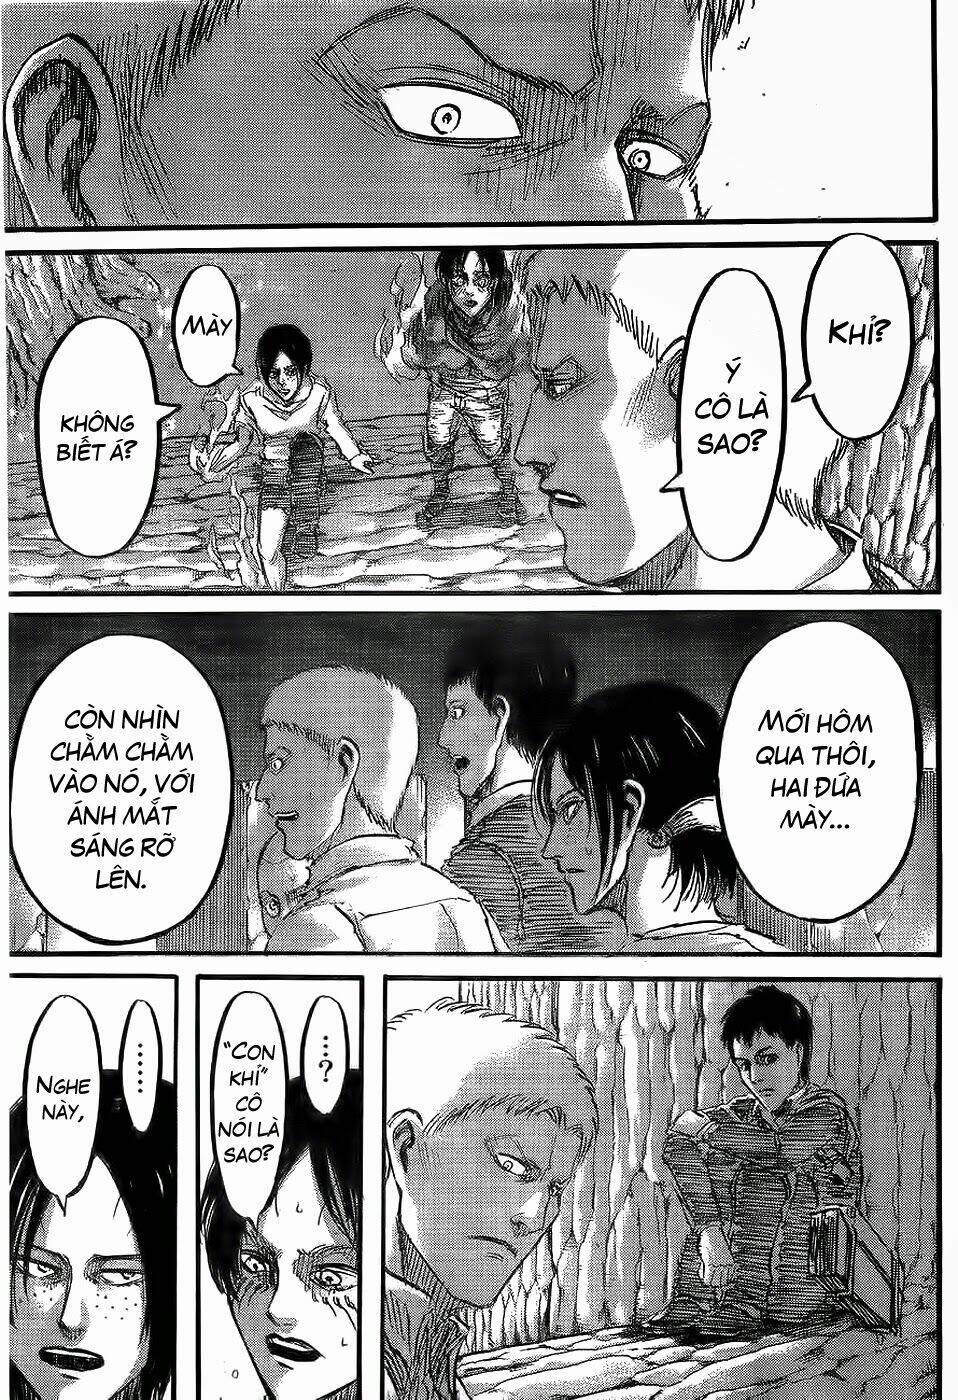 KHỈ?
Ý
CÔ LÀ
SAO?
MÀY
KHÔNG
BIẾT Á?
MỚI HÔM
QUA THÔI,
HAI ĐỨA
MÀY...
CÒN NHÌN
CHẰM CHẰM
VÀO NÓ, VỚI
ÁNH MẮT
SÁNG RỠ
LÊN.
...?
"CON
KHỈ"
CÔ
NÓI LÀ
SAO?
......
NGHE
NÀY,